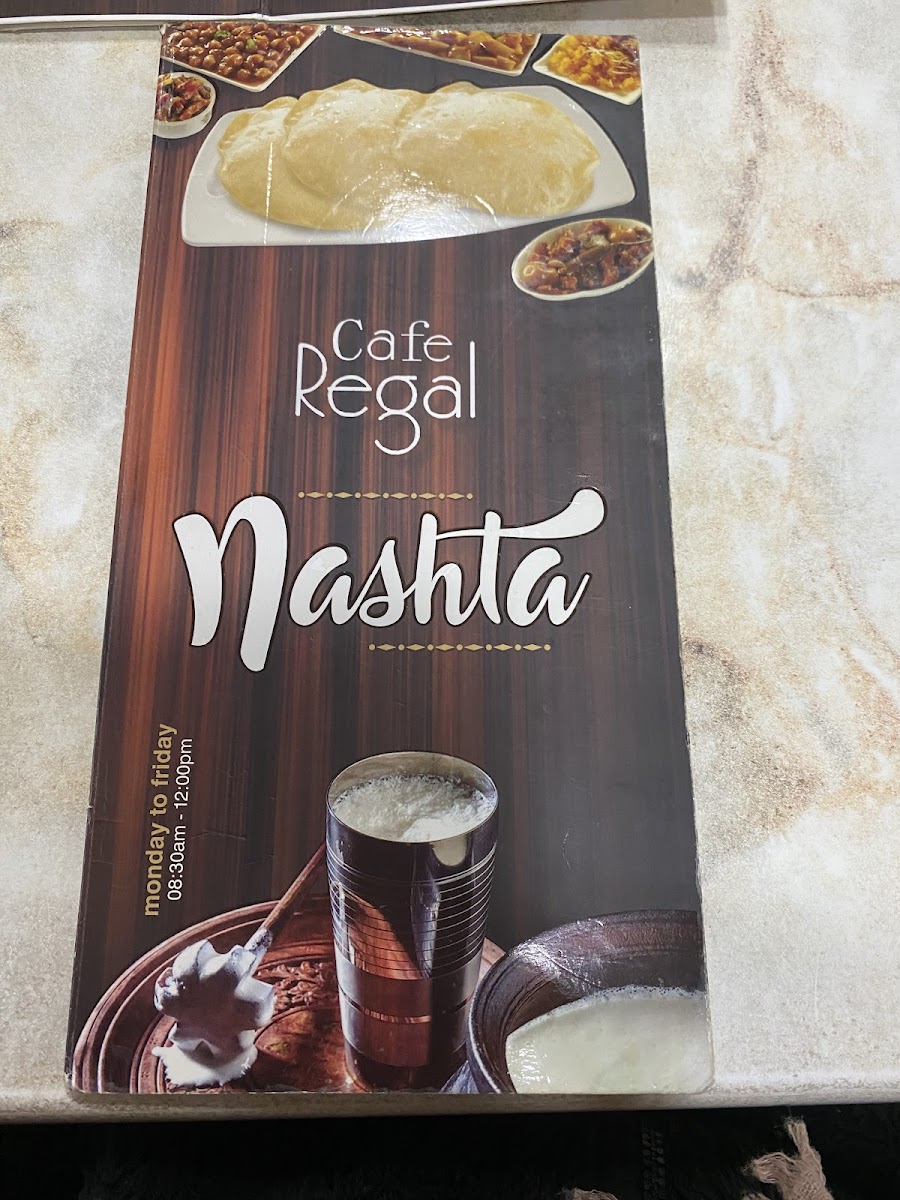 Cafe
Regal
Nashta
monday to friday
08:30am - 12:00pm